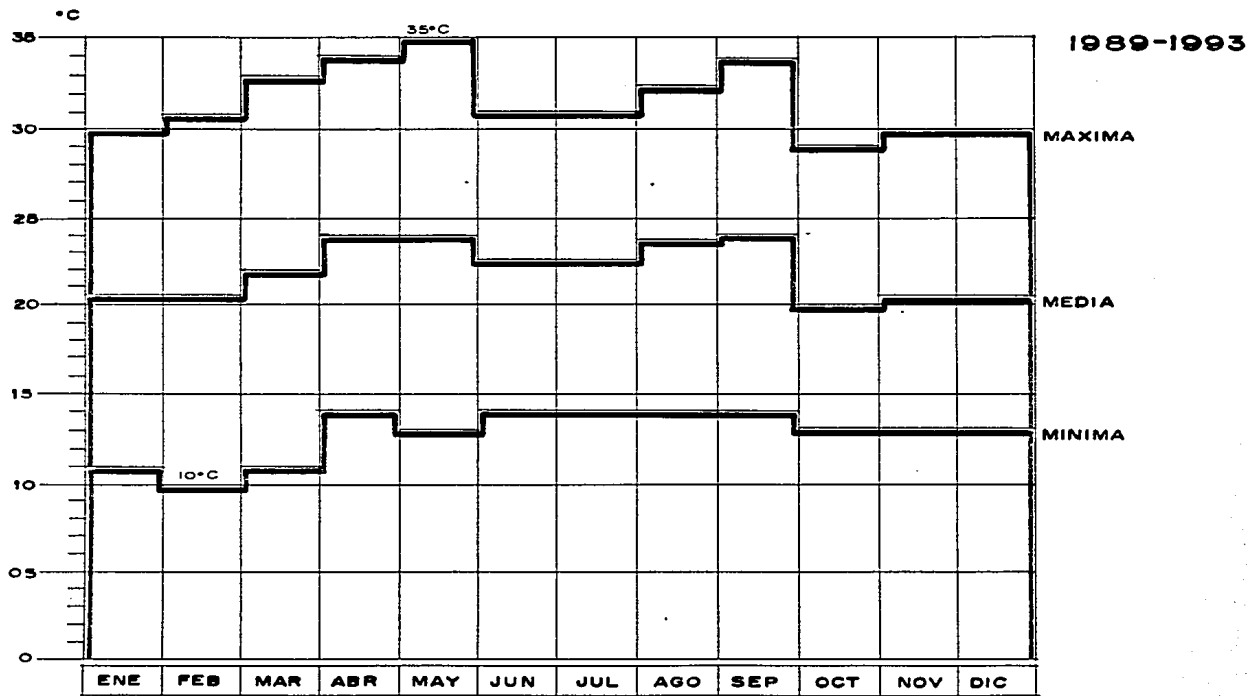 °C
1989-1993
35
35°C
30
MAXIMA
25
20
MEDIA
15
MINIMA
10°C
10
05
0
ENE FEB MAR ABR MAY JUN JUL AGO SEP OCT NOV DIC